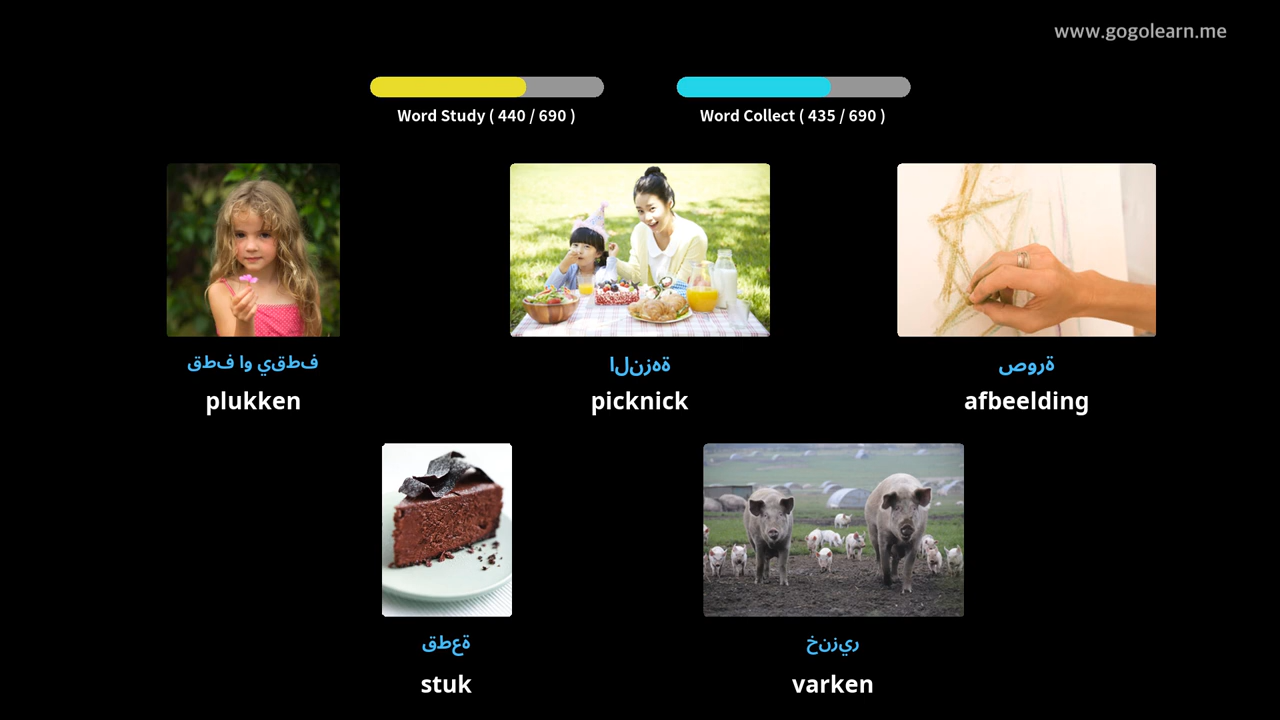 www.gogolearn.me
Word Study ( 440 / 690 )
Word Collect ( 435 / 690 )
قطف او يقطف
plukken
النزهة
picknick
صورة
afbeelding
قطعة
stuk
خنزير
varken